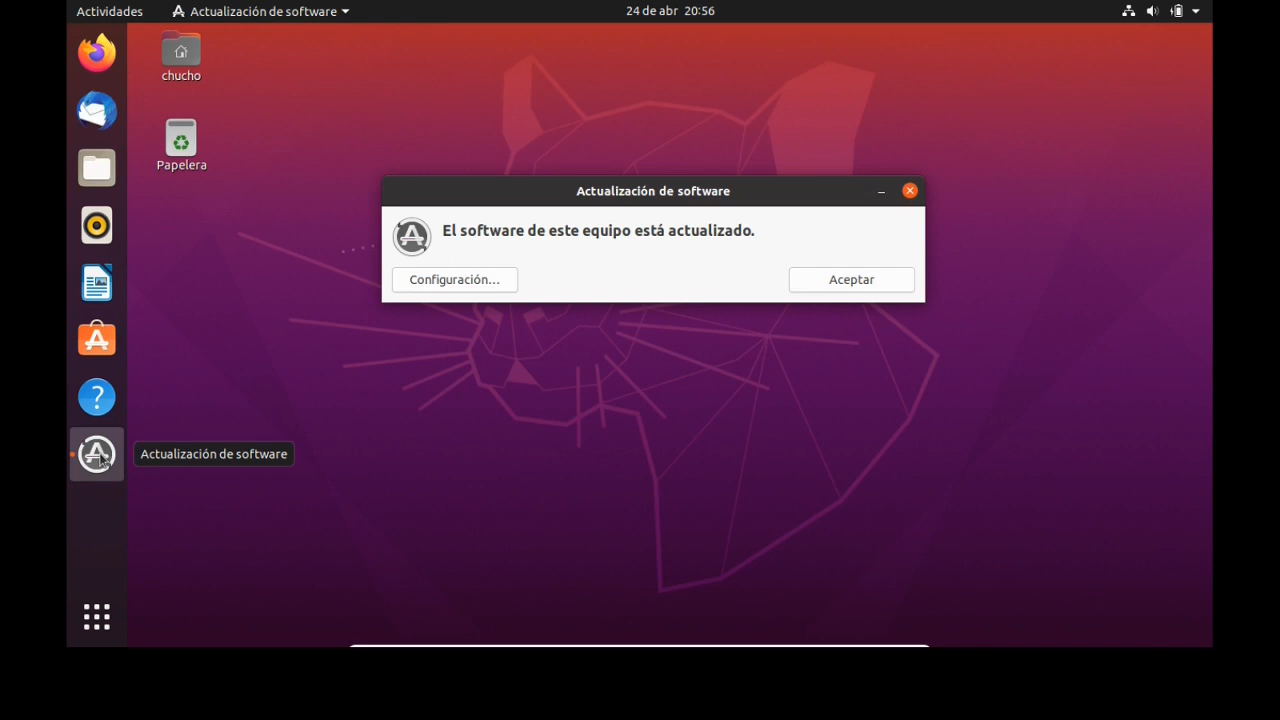 Actividades
Actualización de software
24 de abr 20:56
chucho
Papelera
Actualización de software
El software de este equipo está actualizado.
Configuración...
Aceptar
Actualización de software